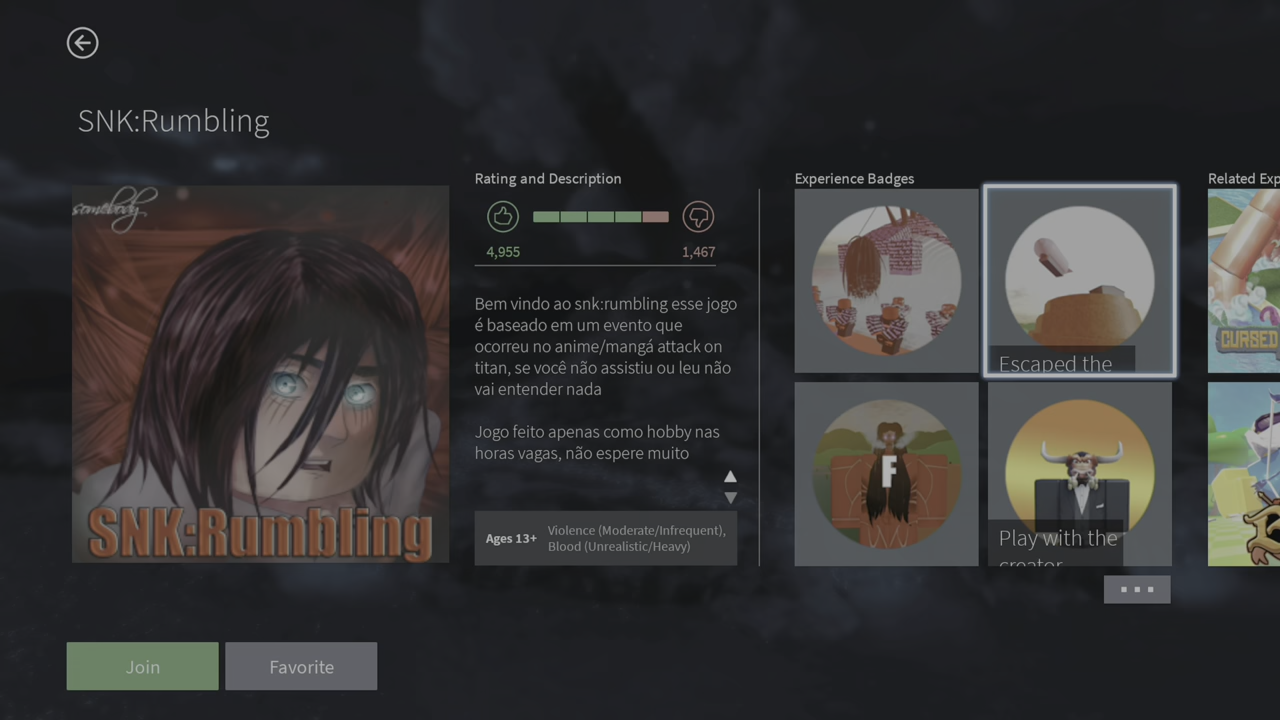 SNK:Rumbling
somebody
SNK:Rumbling
Rating and Description
4,955
1,467
Bem vindo ao snk:rumbling esse jogo
é baseado em um evento que
ocorreu no anime/mangá attack on
titan, se você não assistiu ou leu não
vai entender nada
Jogo feito apenas como hobby nas
horas vagas, não espere muito
Ages 13+
Violence (Moderate/Infrequent),
Blood (Unrealistic/Heavy)
Experience Badges
Escaped the
F
Play with the
creator
Related Exp
CURSED
Join
Favorite